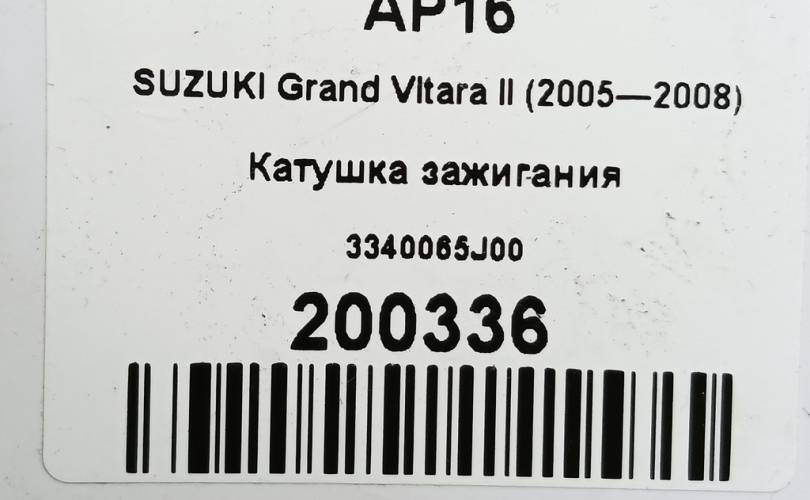 AP16
SUZUKI Grand VItara II (2005—2008)
Катушка зажигания
3340065J00
200336